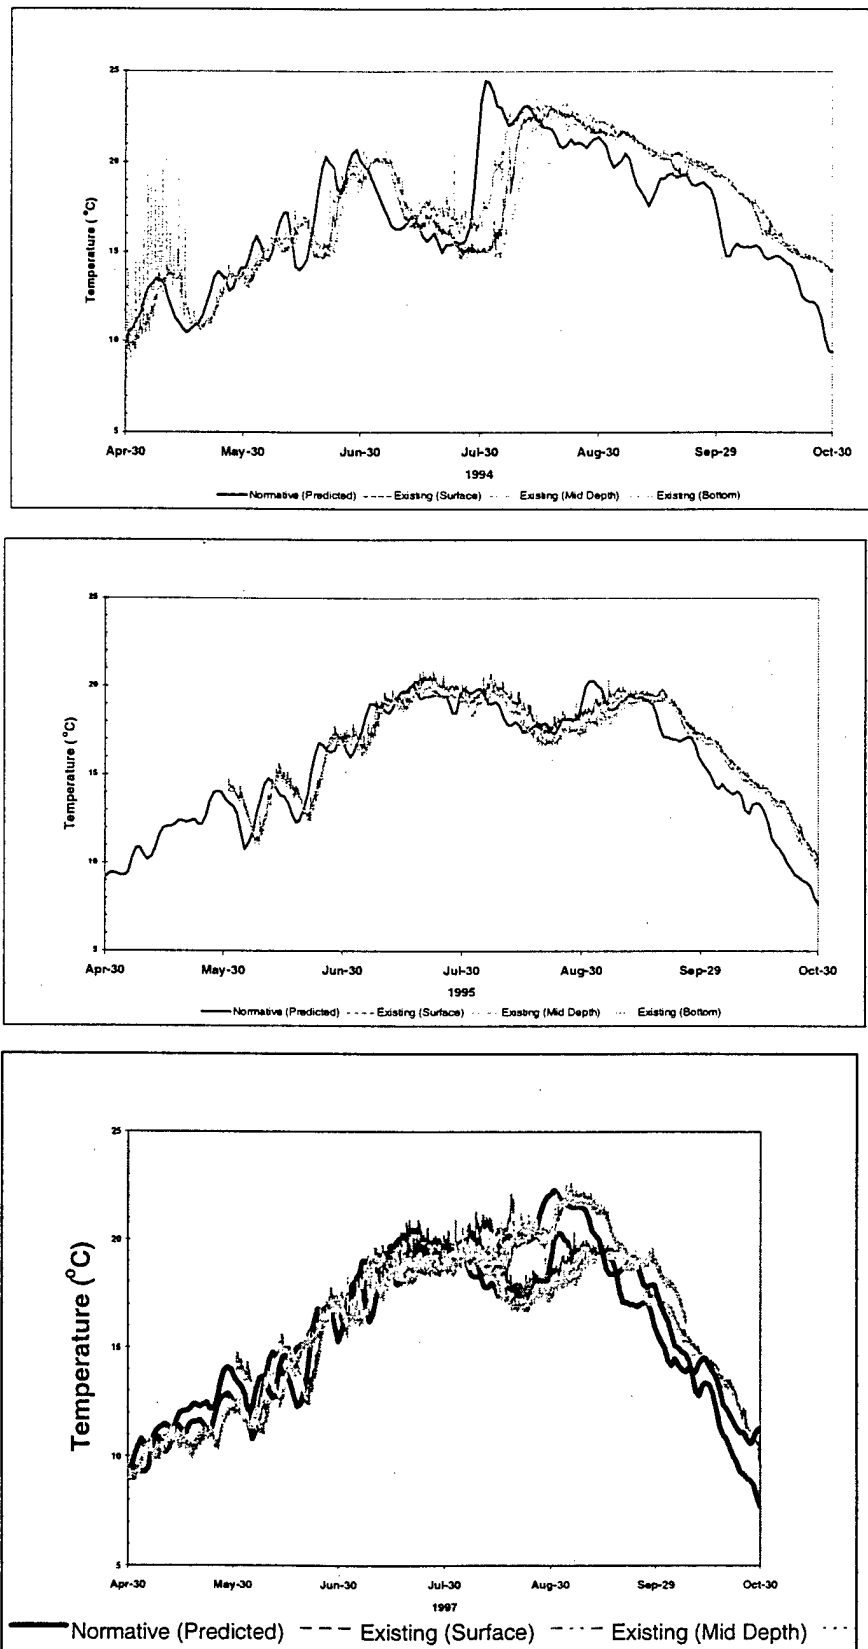 25
20
Temperature (°C)
15
10
5
Apr-30 May-30 Jun-30 Jul-30 Aug-30 Sep-29 Oct-30
1994
Normative (Predicted) Existing (Surface) Existing (Mid Depth) Existing (Bottom)
25
20
Temperature (°C)
15
10
5
Apr-30 May-30 Jun-30 Jul-30 Aug-30 Sep-29 Oct-30
1995
Normative (Predicted) Existing (Surface) Existing (Mid Depth) Existing (Bottom)
25
20
Temperature (°C)
15
10
5
Apr-30 May-30 Jun-30 Jul-30 Aug-30 Sep-29 Oct-30
1997
Normative (Predicted) Existing (Surface) Existing (Mid Depth)